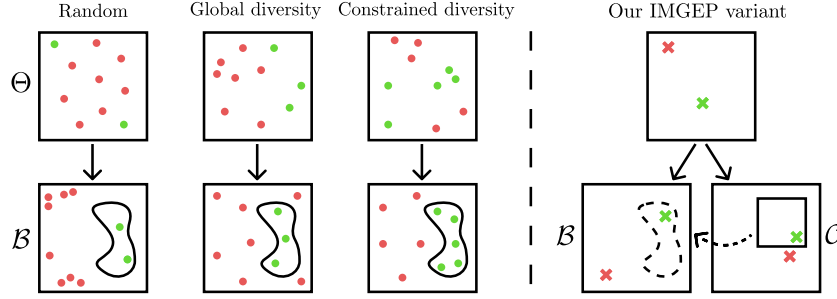 Random Global diversity Constrained diversity Our IMGEP variant
Θ
B B C